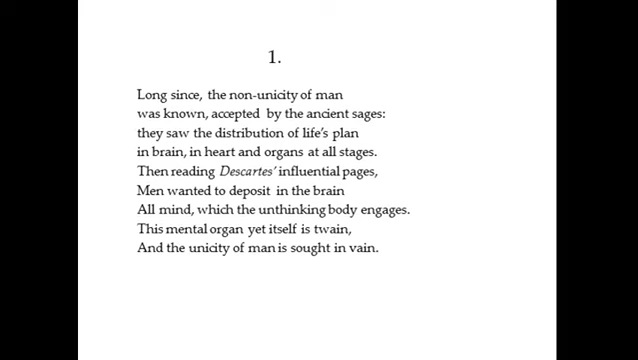 1.
Long since, the non-unicity of man
was known, accepted by the ancient sages:
they saw the distribution of life's plan
in brain, in heart and organs at all stages.
Then reading Descartes' influential pages,
Men wanted to deposit in the brain
All mind, which the unthinking body engages.
This mental organ yet itself is twain,
And the unicity of man is sought in vain.